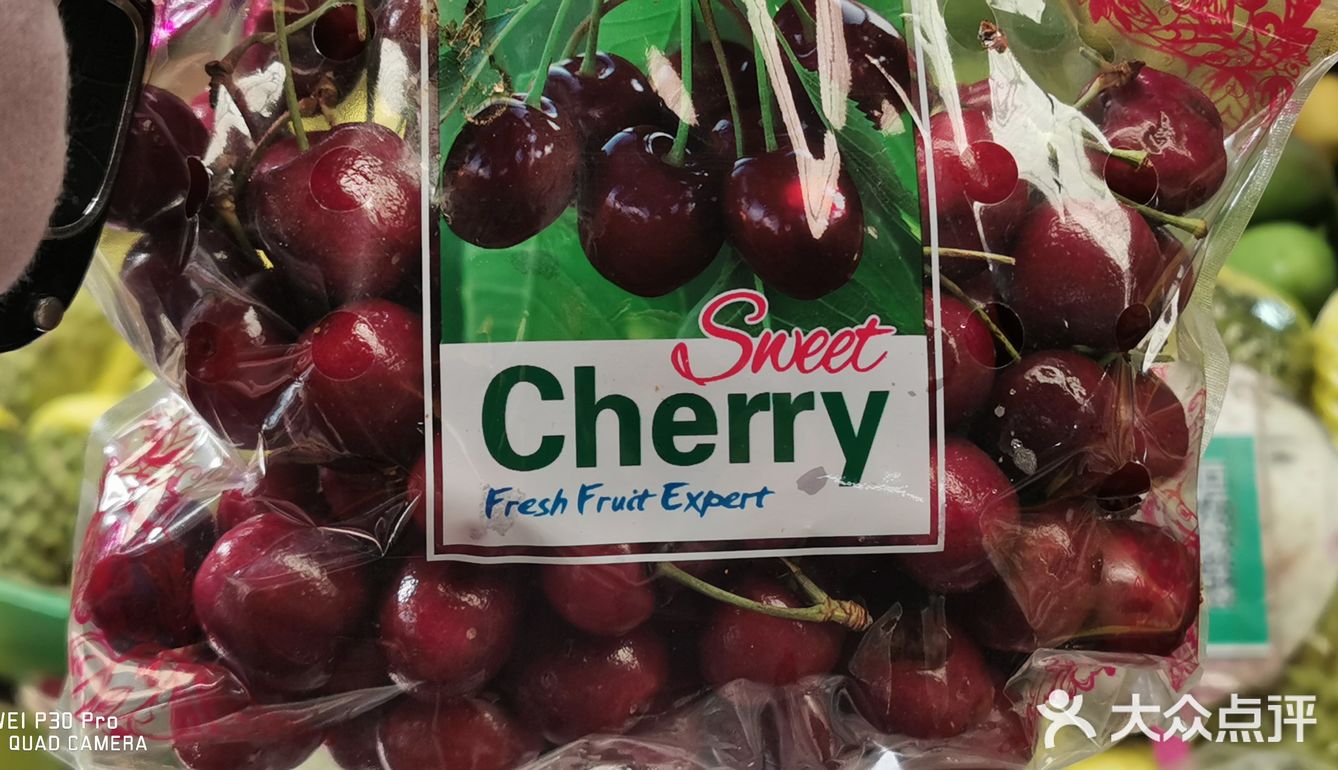 Sweet
Cherry
Fresh Fruit Expert
WEI P30 Pro
QUAD CAMERA
大众点评